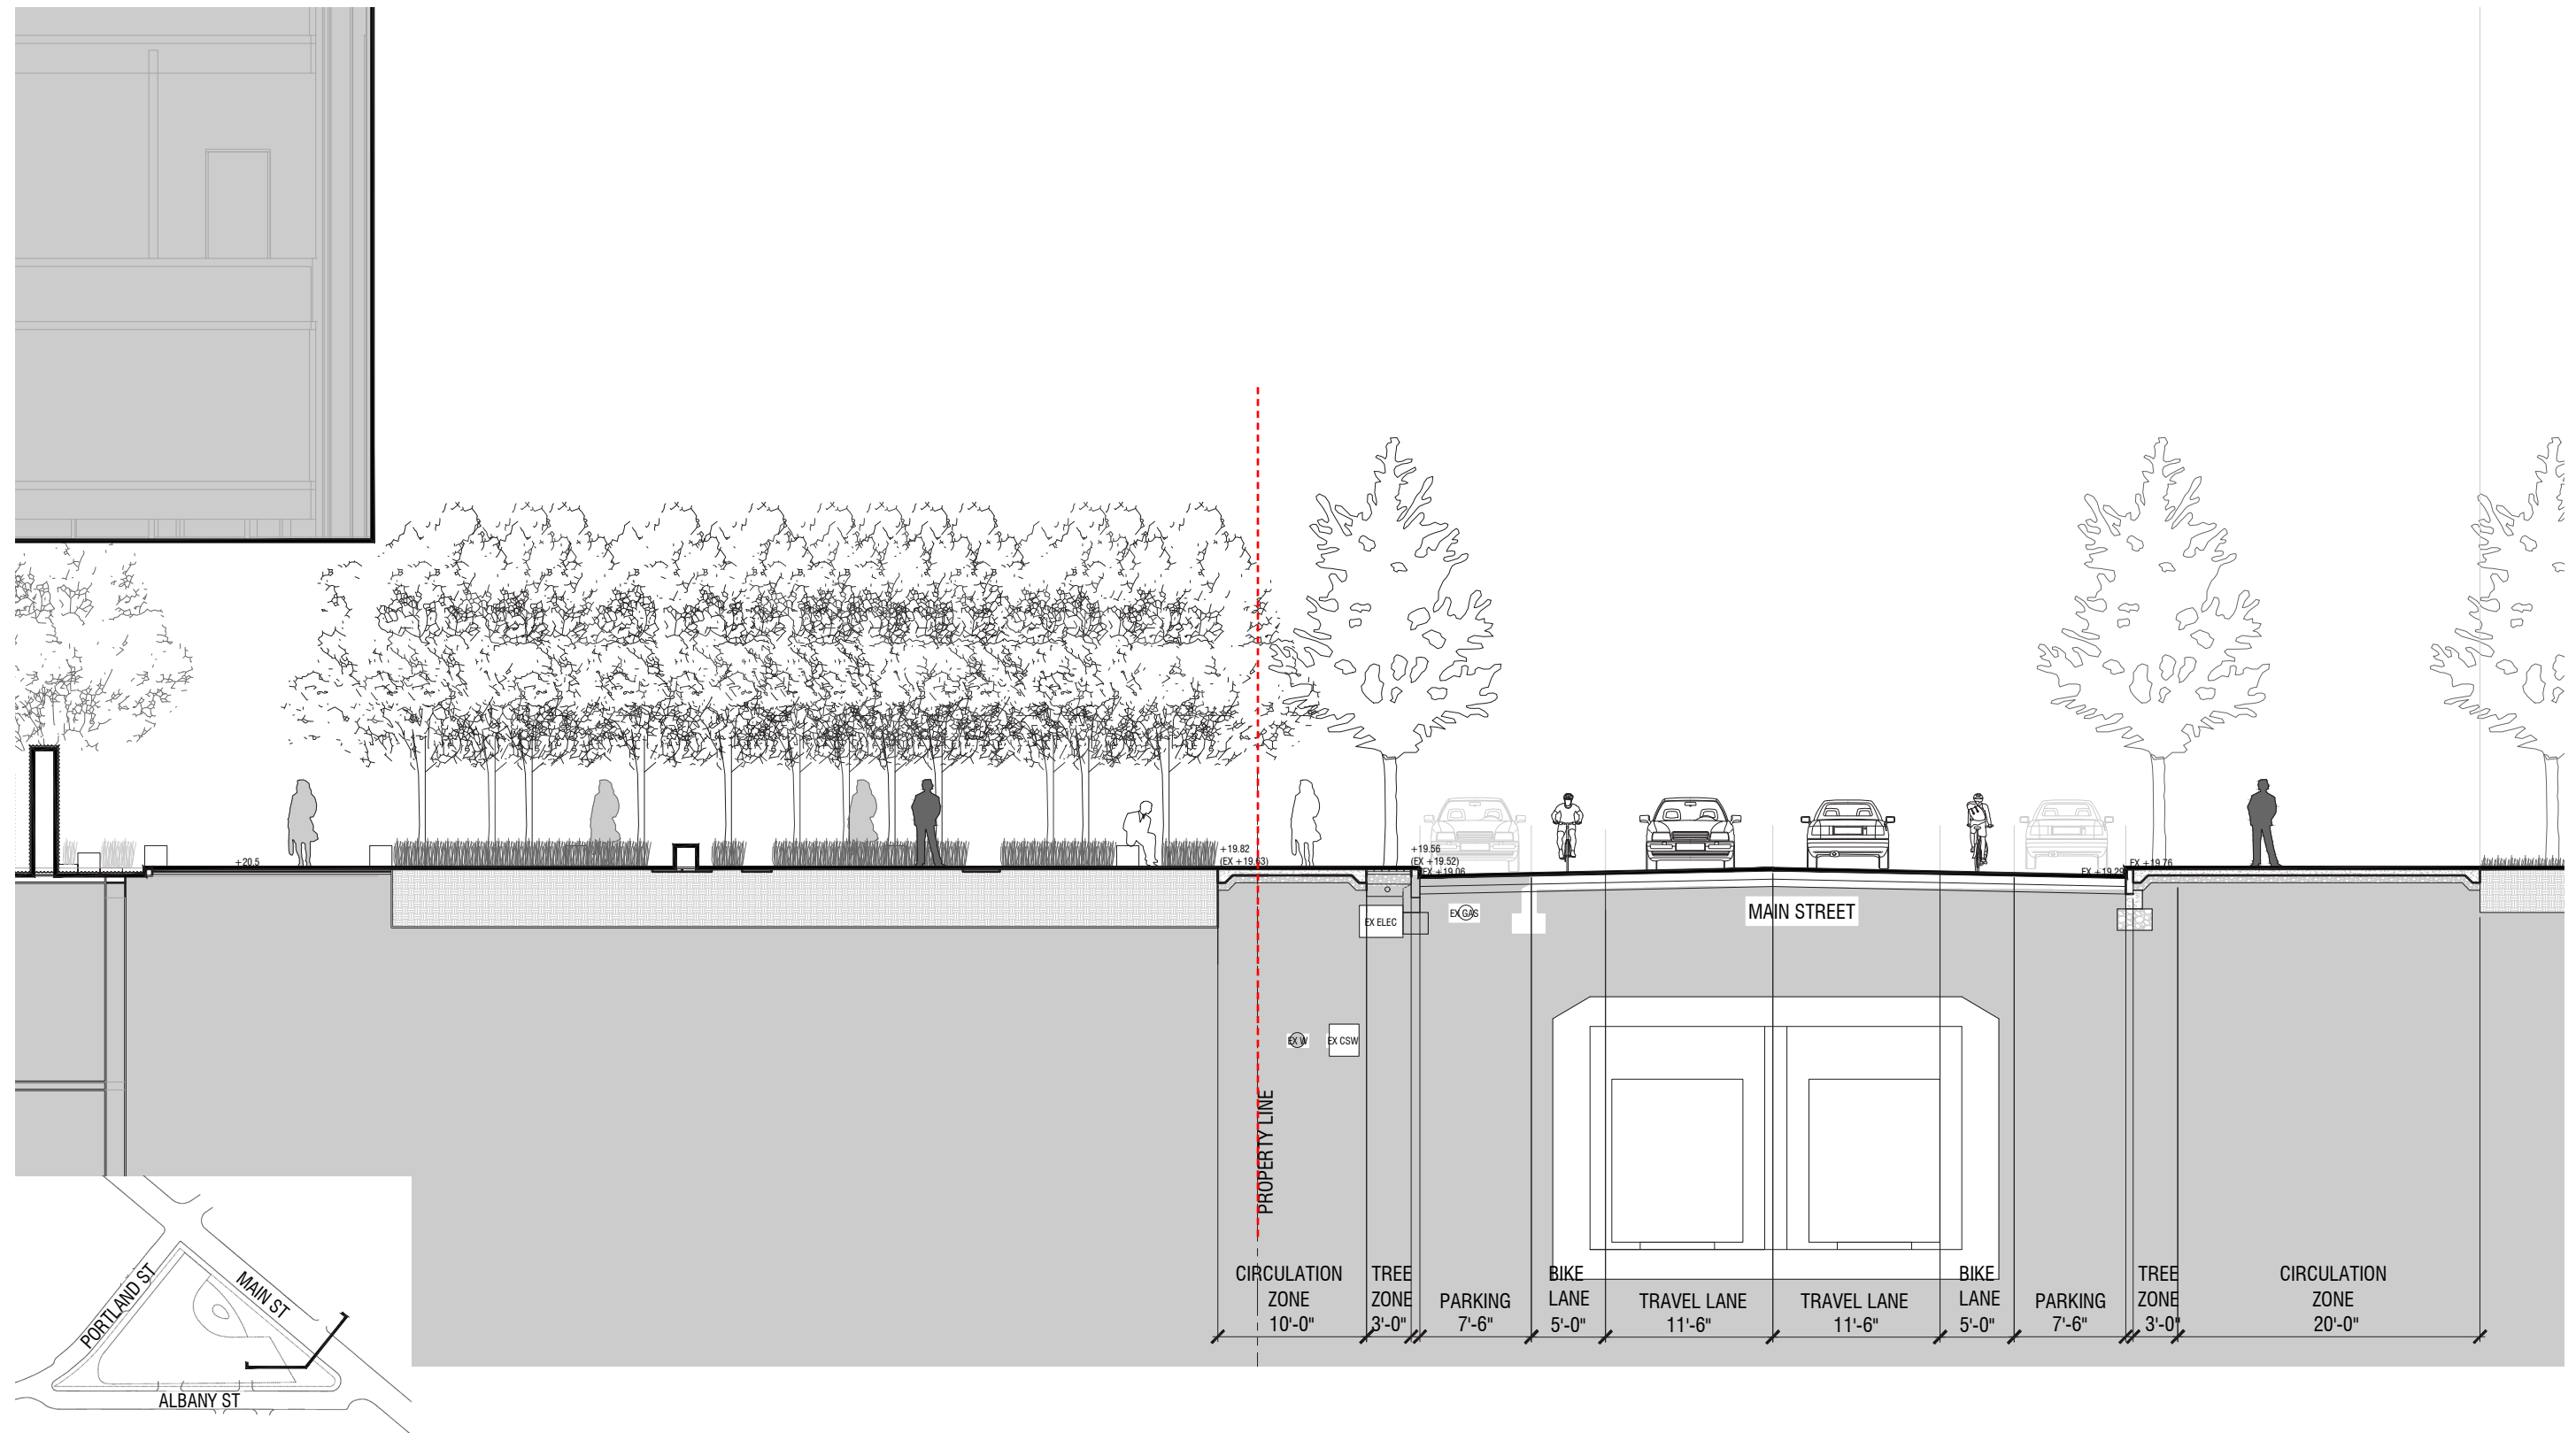 +20.5
+19.82
(EX +19.63)
+19.56
(EX +19.52)
EX +19.06
EX +19.29
EX +19.76
EX ELEC
EX GAS
MAIN STREET
EX W
EX CSW
PROPERTY LINE
CIRCULATION
ZONE
10'-0"
TREE
ZONE
3'-0"
PARKING
7'-6"
BIKE
LANE
5'-0"
TRAVEL LANE
11'-6"
TRAVEL LANE
11'-6"
BIKE
LANE
5'-0"
PARKING
7'-6"
TREE
ZONE
3'-0"
CIRCULATION
ZONE
20'-0"
PORTLAND ST
MAIN ST
ALBANY ST